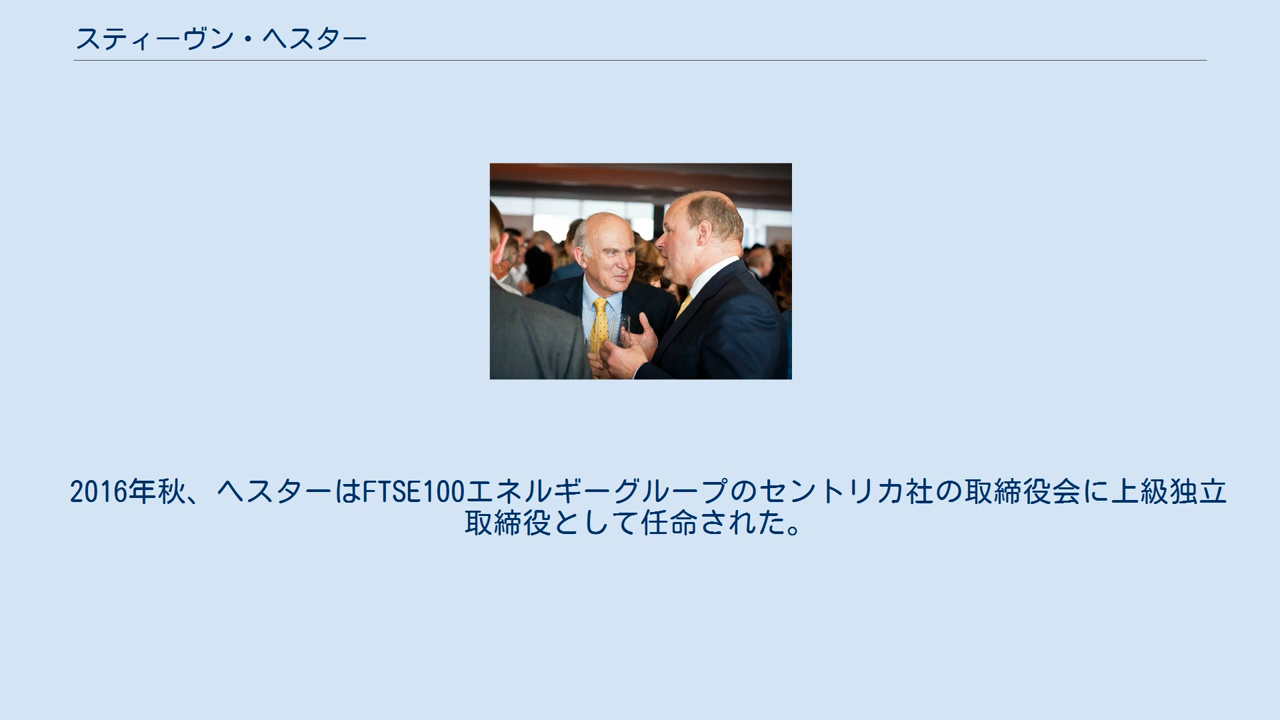 スティーヴン・ヘスター
2016年秋、ヘスターはFTSE100エネルギーグループのセントリカ社の取締役会に上級独立
取締役として任命された。